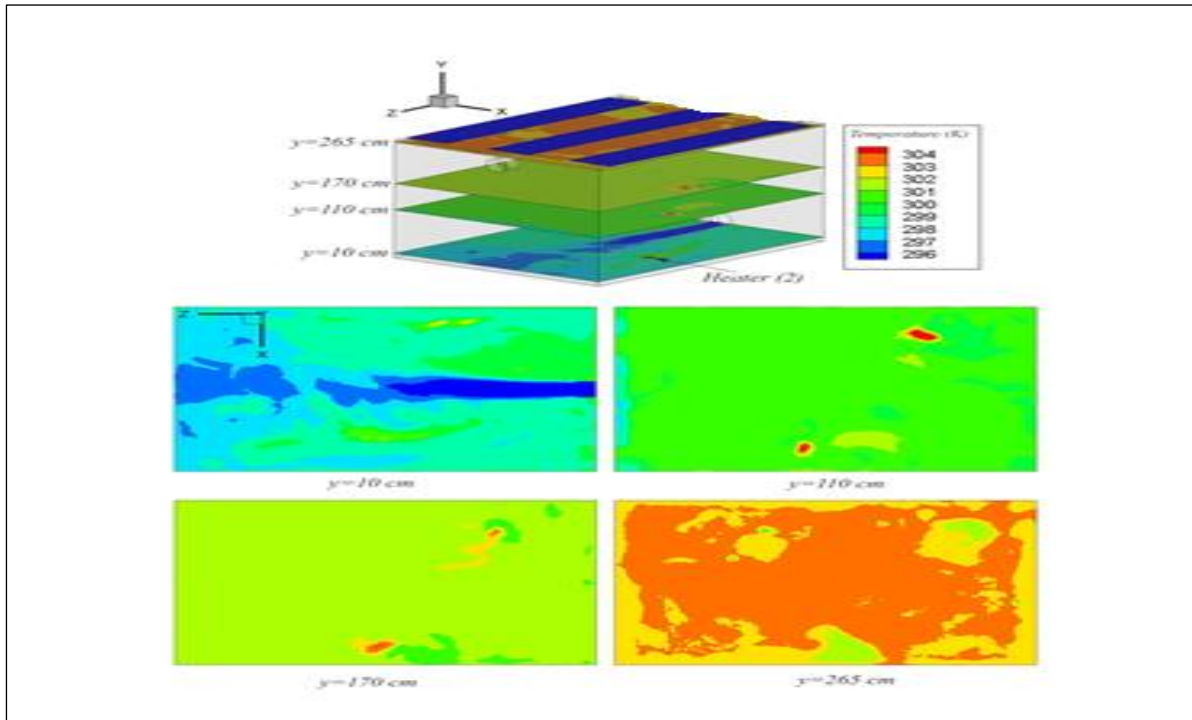 Y
Z X
y=265 cm
y=170 cm
y=110 cm
y=10 cm
Heater (2)
Temperature (K)
304
303
302
301
300
299
298
297
296
Z
X
y=10 cm
y=110 cm
y=170 cm
y=265 cm